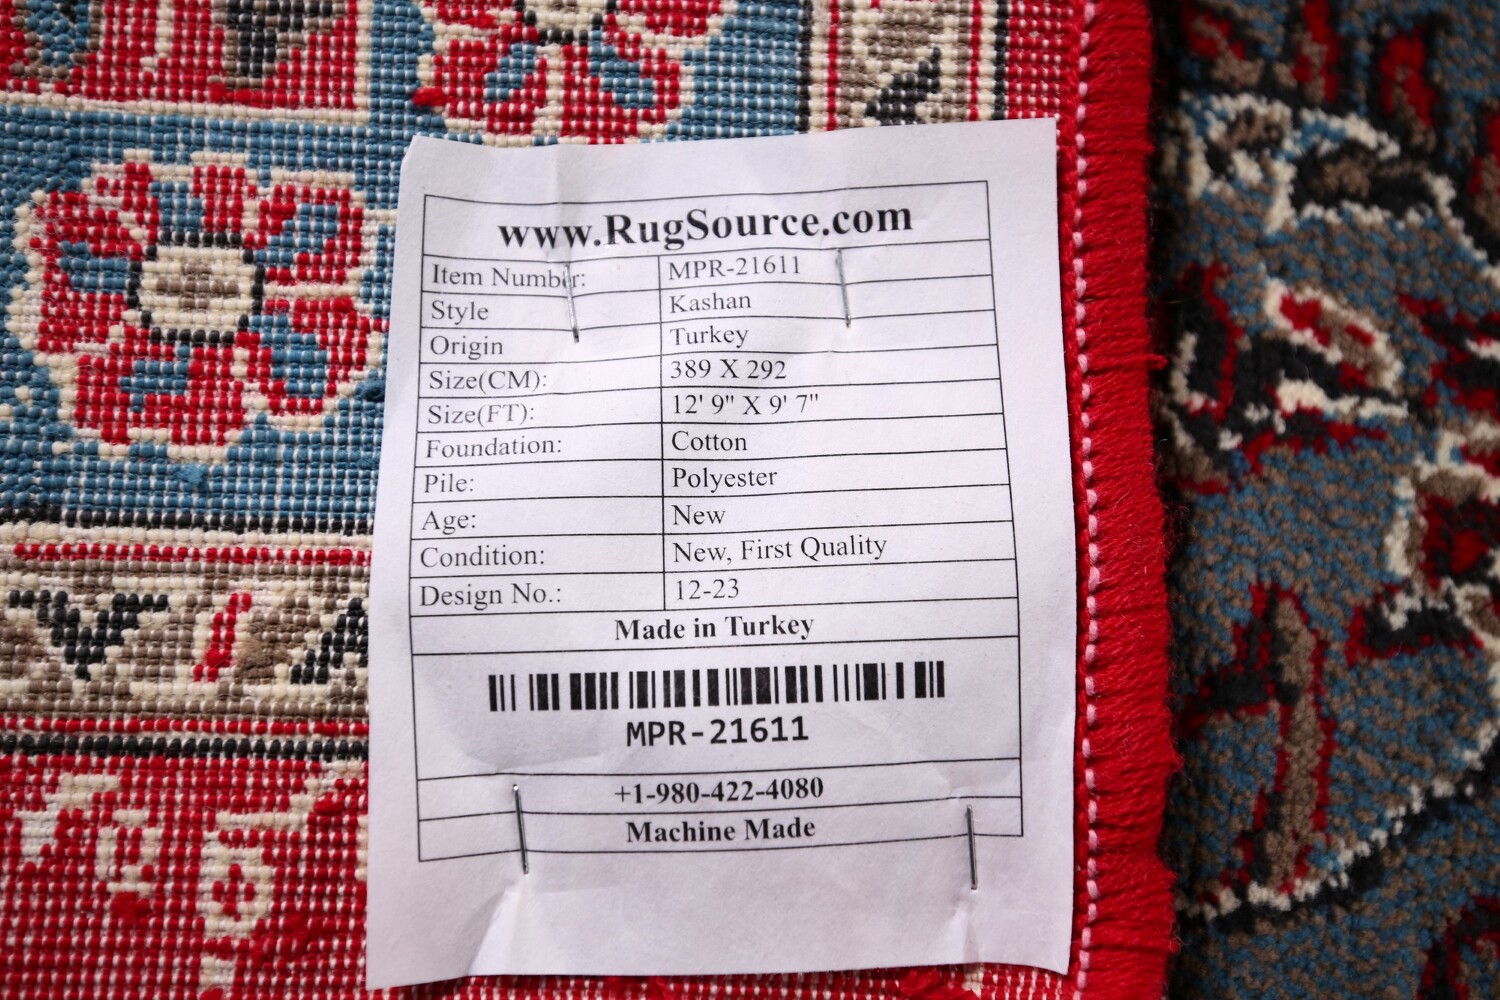 www.RugSource.com
Item Number: MPR-21611
Style Kashan
Origin Turkey
Size(CM): 389 X 292
Size(FT): 12' 9" X 9' 7"
Foundation: Cotton
Pile: Polyester
Age: New
Condition: New, First Quality
Design No.: 12-23
Made in Turkey
MPR-21611
+1-980-422-4080
Machine Made